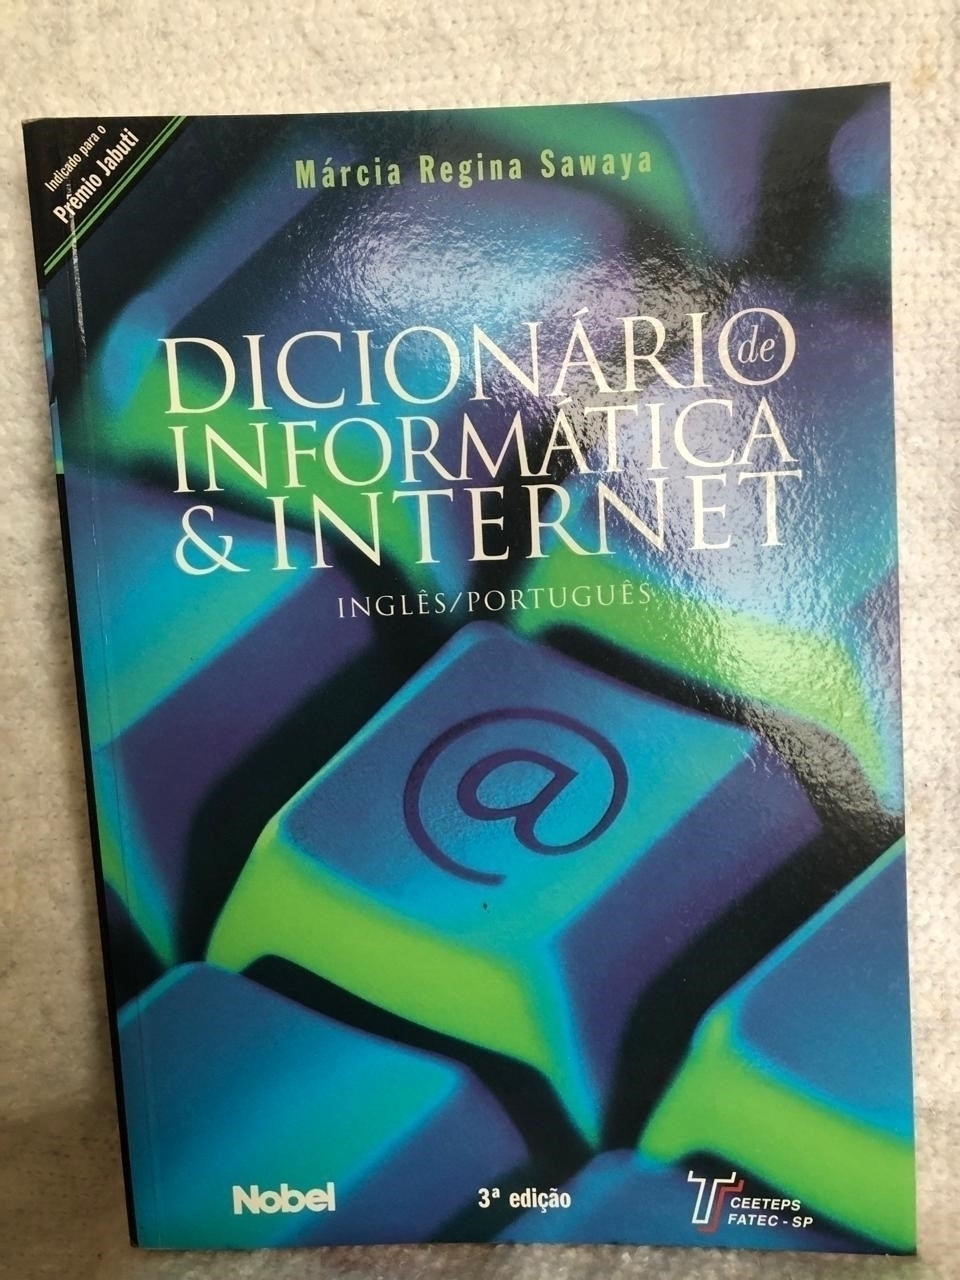 Indicado para o
Prêmio Jabuti
Márcia Regina Sawaya
DICIONÁRIO de
INFORMÁTICA
& INTERNET
INGLÊS/PORTUGUÊS
@
Nobel
3ª edição
T
CEETEPS
FATEC - SP